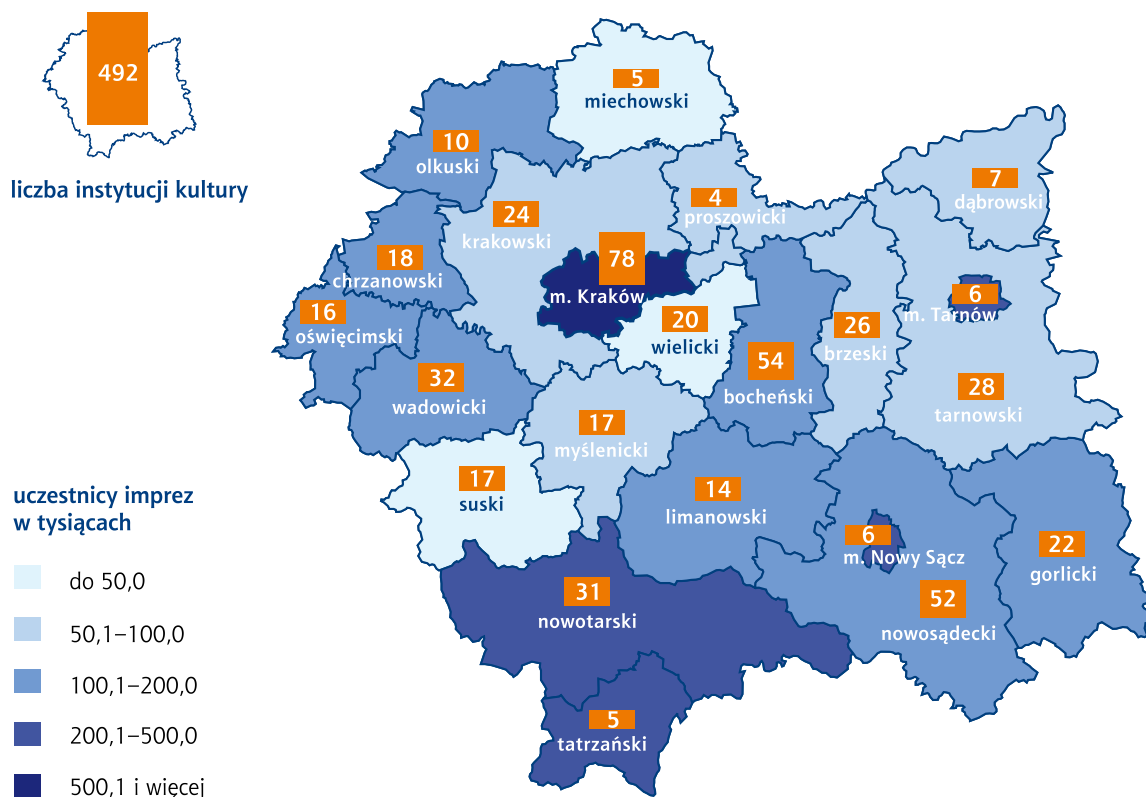 492
liczba instytucji kultury
5
miechowski
10
olkuski
7
dąbrowski
4
proszowicki
24
krakowski
18
chrzanowski
78
m. Kraków
6
m. Tarnów
16
oświęcimski
20
wielicki
26
brzeski
54
bocheński
32
wadowicki
28
tarnowski
17
myślenicki
17
suski
14
limanowski
6
m. Nowy Sącz
22
gorlicki
31
nowotarski
52
nowosądecki
5
tatrzański
uczestnicy imprez
w tysiącach
do 50,0
50,1–100,0
100,1–200,0
200,1–500,0
500,1 i więcej